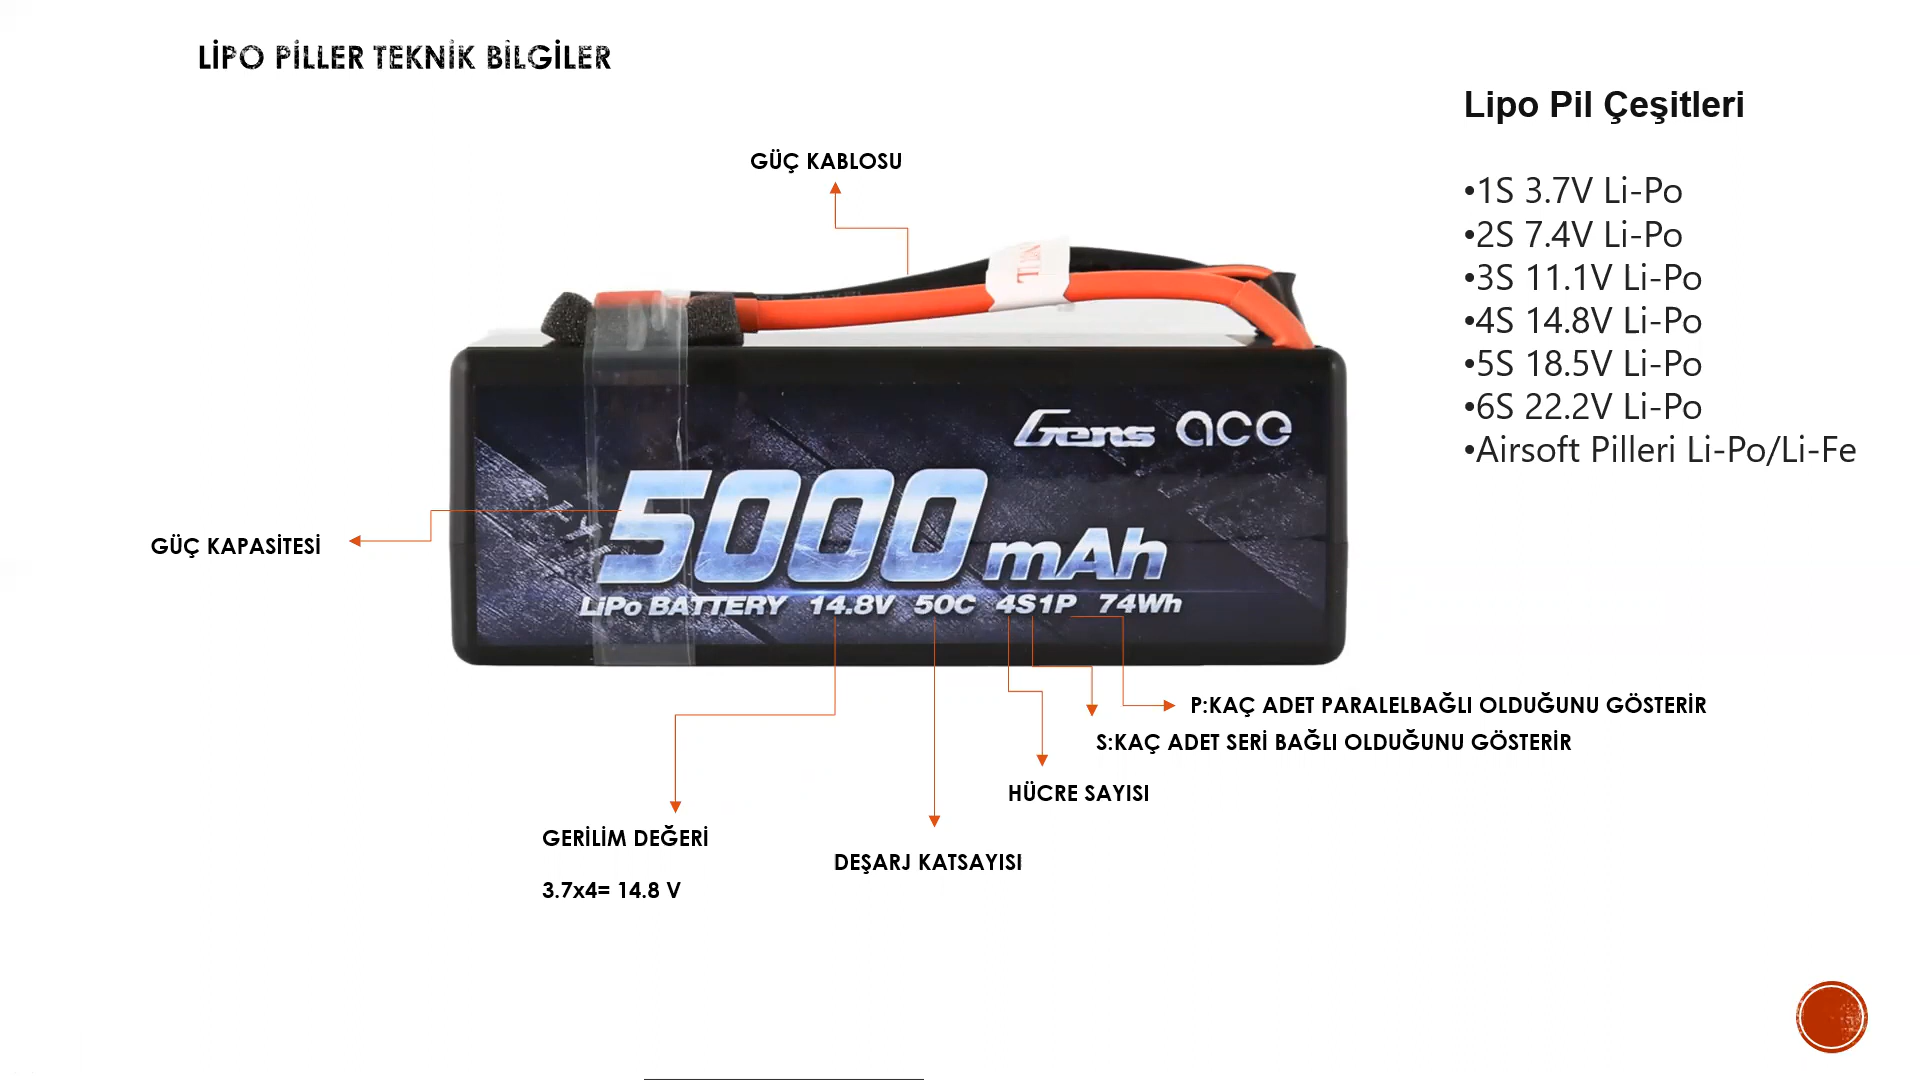 LİPO PİLLER TEKNİK BİLGİLER
Lipo Pil Çeşitleri
•1S 3.7V Li-Po
•2S 7.4V Li-Po
•3S 11.1V Li-Po
•4S 14.8V Li-Po
•5S 18.5V Li-Po
•6S 22.2V Li-Po
•Airsoft Pilleri Li-Po/Li-Fe
GÜÇ KABLOSU
Gens ace
5000 mAh
LiPo BATTERY 14.8V 50C 4S1P 74Wh
GÜÇ KAPASİTESİ
P:KAÇ ADET PARALELBAĞLI OLDUĞUNU GÖSTERİR
S:KAÇ ADET SERİ BAĞLI OLDUĞUNU GÖSTERİR
HÜCRE SAYISI
GERİLİM DEĞERİ
3.7x4= 14.8 V
DEŞARJ KATSAYISI